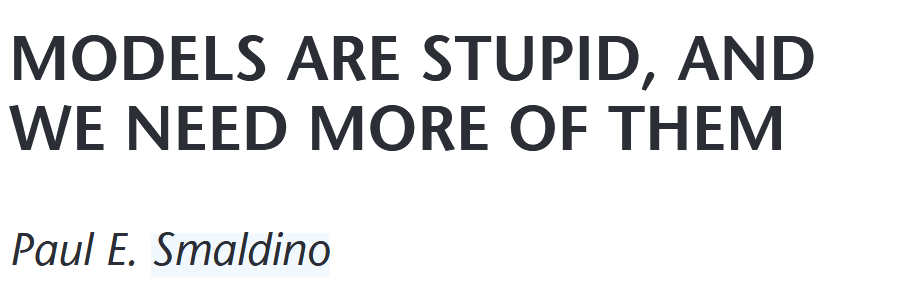 MODELS ARE STUPID, AND
WE NEED MORE OF THEM
Paul E. Smaldino